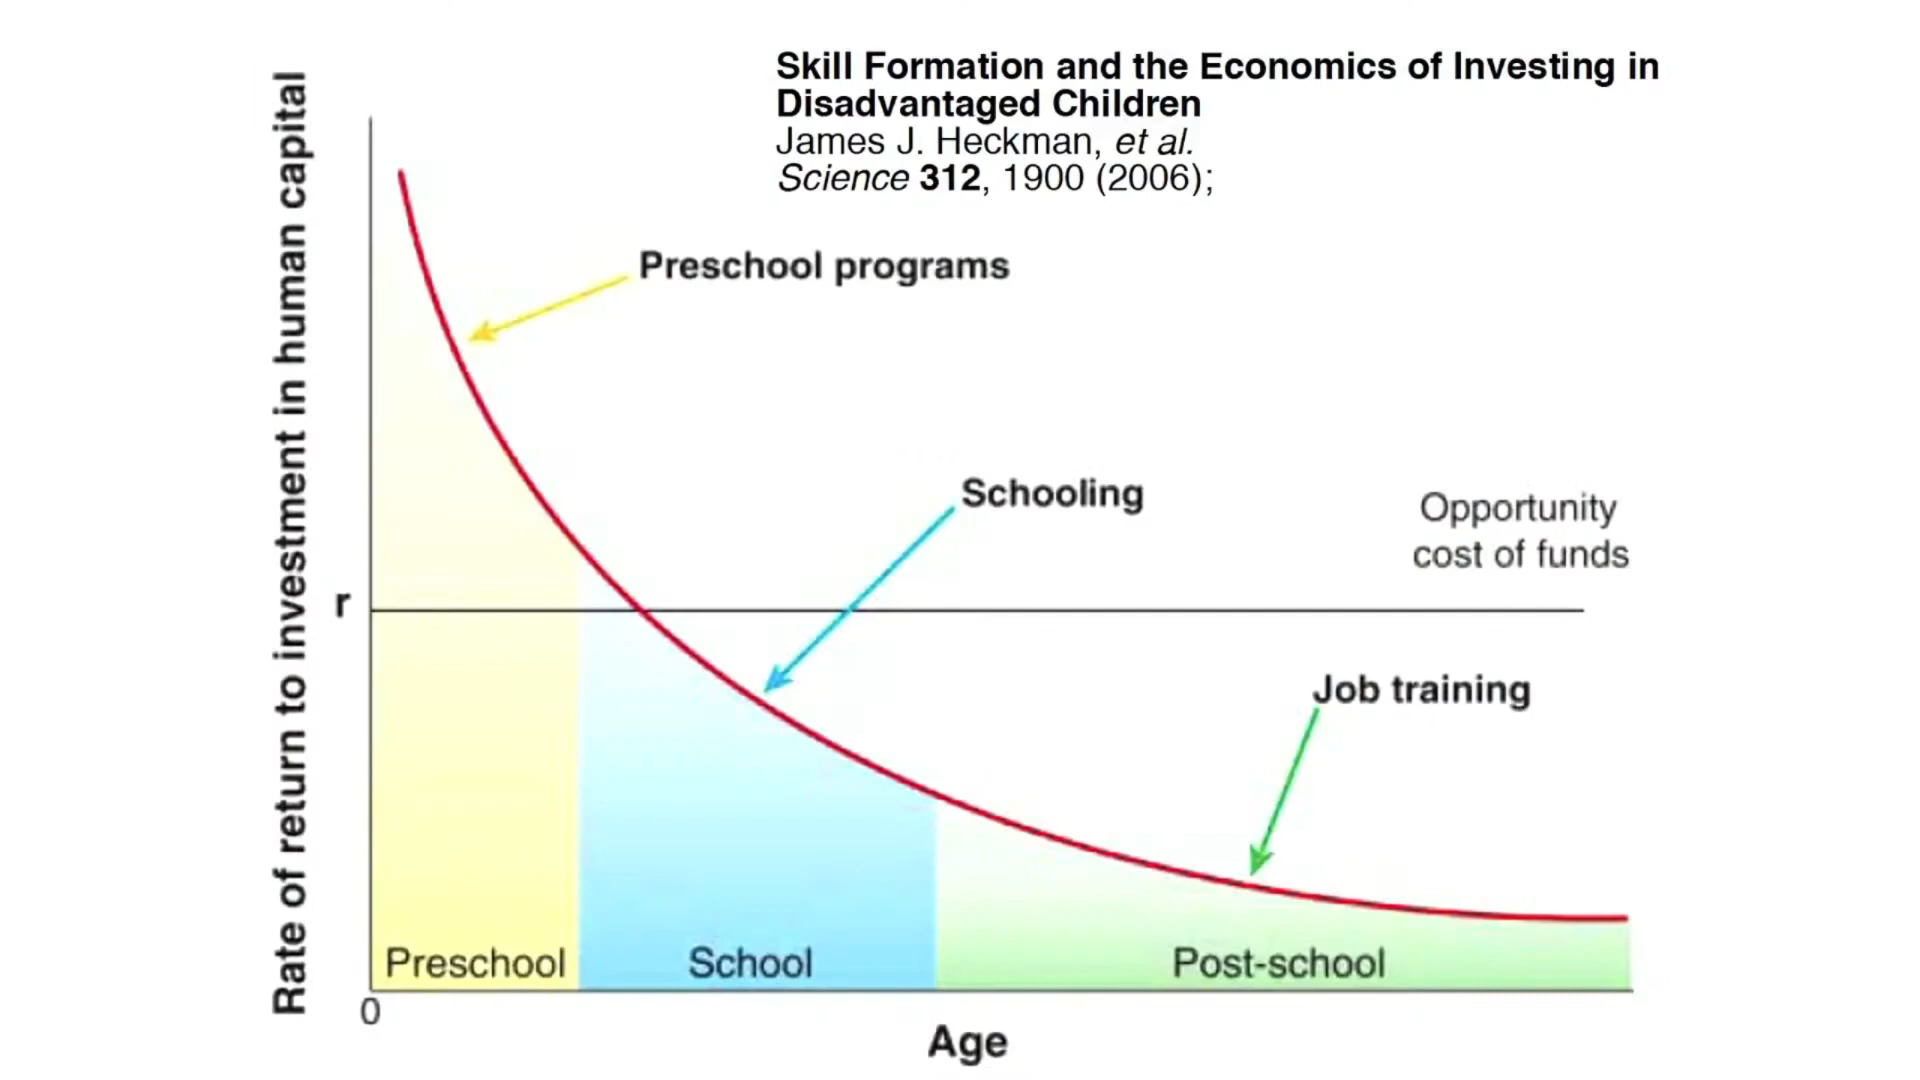 Skill Formation and the Economics of Investing in
Disadvantaged Children
James J. Heckman, et al.
Science 312, 1900 (2006);
Rate of return to investment in human capital
Preschool programs
Schooling
Opportunity
cost of funds
r
Job training
Preschool
School
Post-school
0
Age